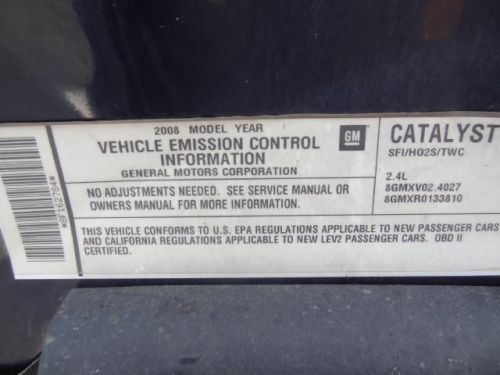 2008 MODEL YEAR
VEHICLE EMISSION CONTROL
INFORMATION
GENERAL MOTORS CORPORATION
GM
NO ADJUSTMENTS NEEDED. SEE SERVICE MANUAL OR
OWNERS MANUAL FOR MORE INFORMATION.
CATALYST
SFI/HO2S/TWC
2.4L
8GMXV02.4027
8GMXR0133810
THIS VEHICLE CONFORMS TO U.S. EPA REGULATIONS APPLICABLE TO NEW PASSENGER CARS
AND CALIFORNIA REGULATIONS APPLICABLE TO NEW LEV2 PASSENGER CARS. OBD II
CERTIFIED.
*8F162784*